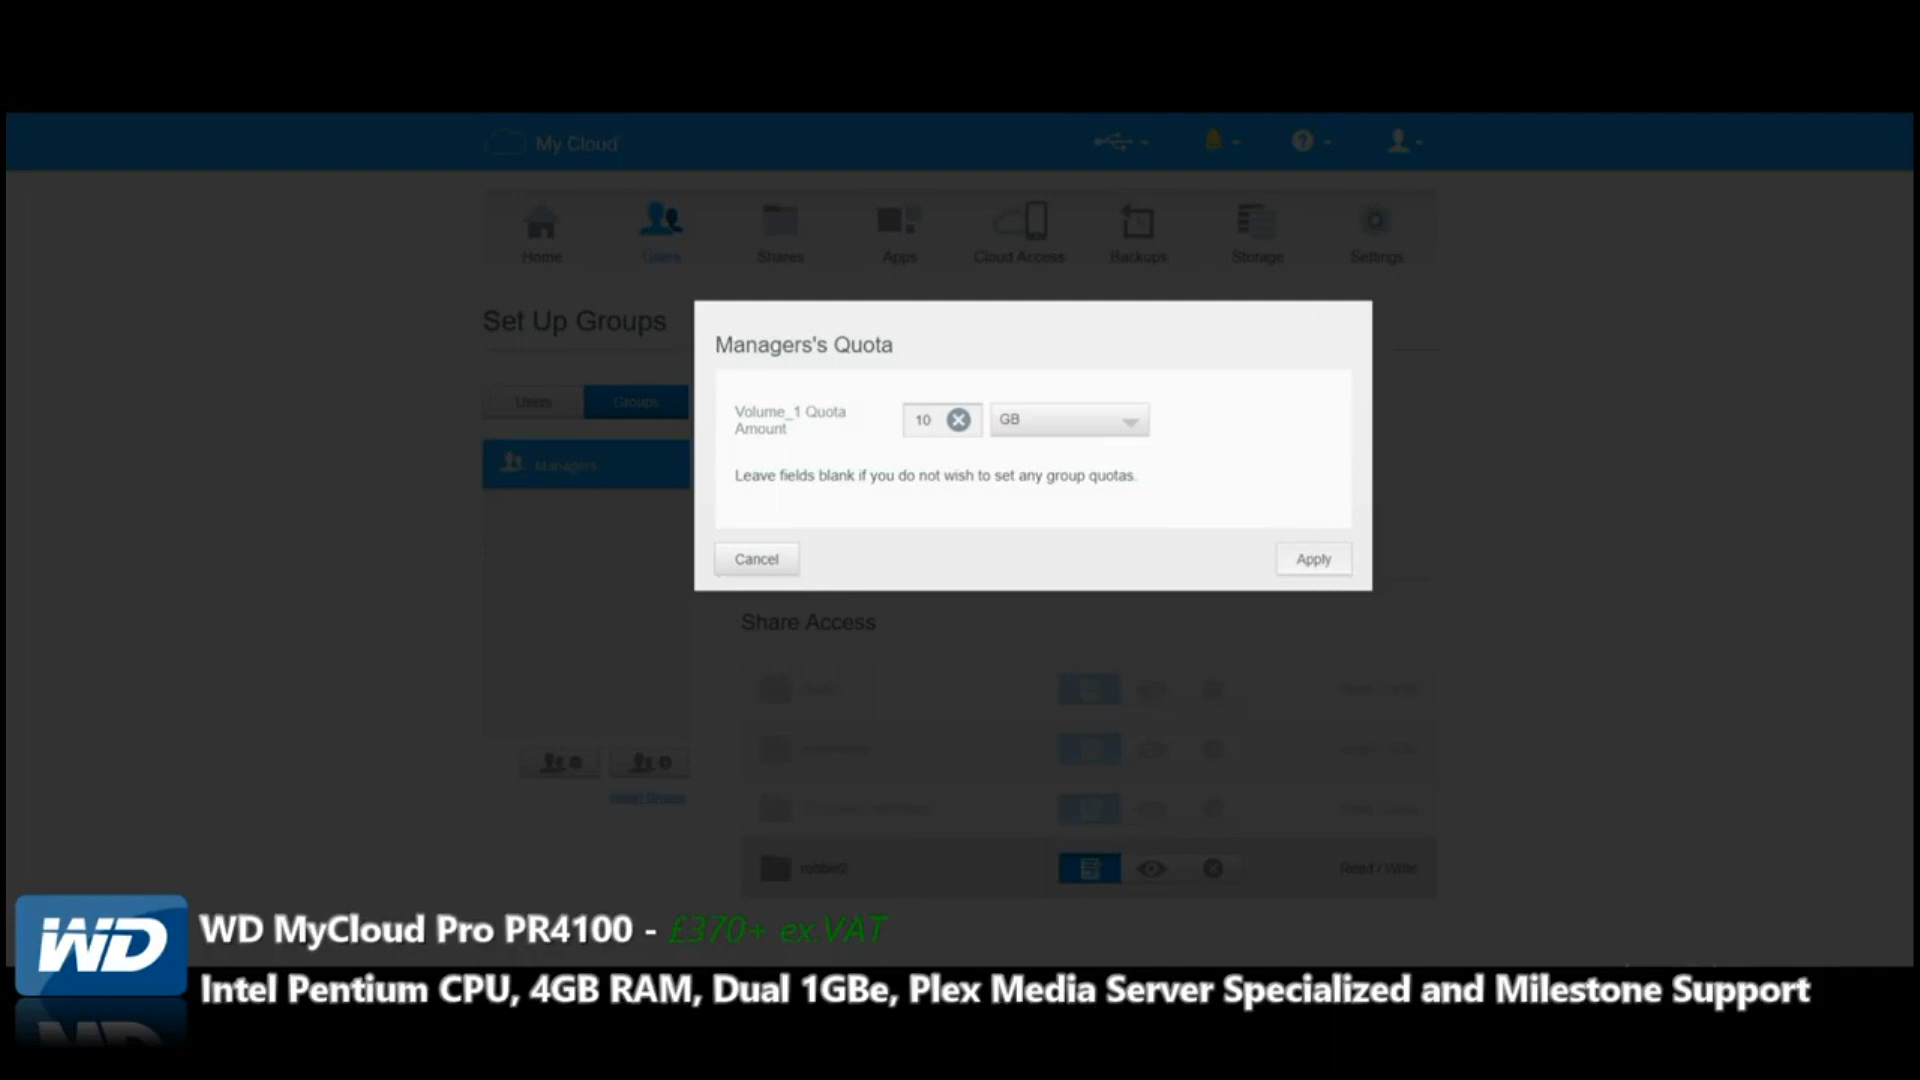 My Cloud
Home
Users
Shares
Apps
Cloud Access
Backups
Storage
Settings
Set Up Groups
Users
Groups
Managers
Managers's Quota
Volume_1 Quota
Amount
10
GB
Leave fields blank if you do not wish to set any group quotas.
Cancel
Apply
Share Access
robbie2
Read / Write
WD
WD MyCloud Pro PR4100 - £370+ ex.VAT
Intel Pentium CPU, 4GB RAM, Dual 1GBe, Plex Media Server Specialized and Milestone Support